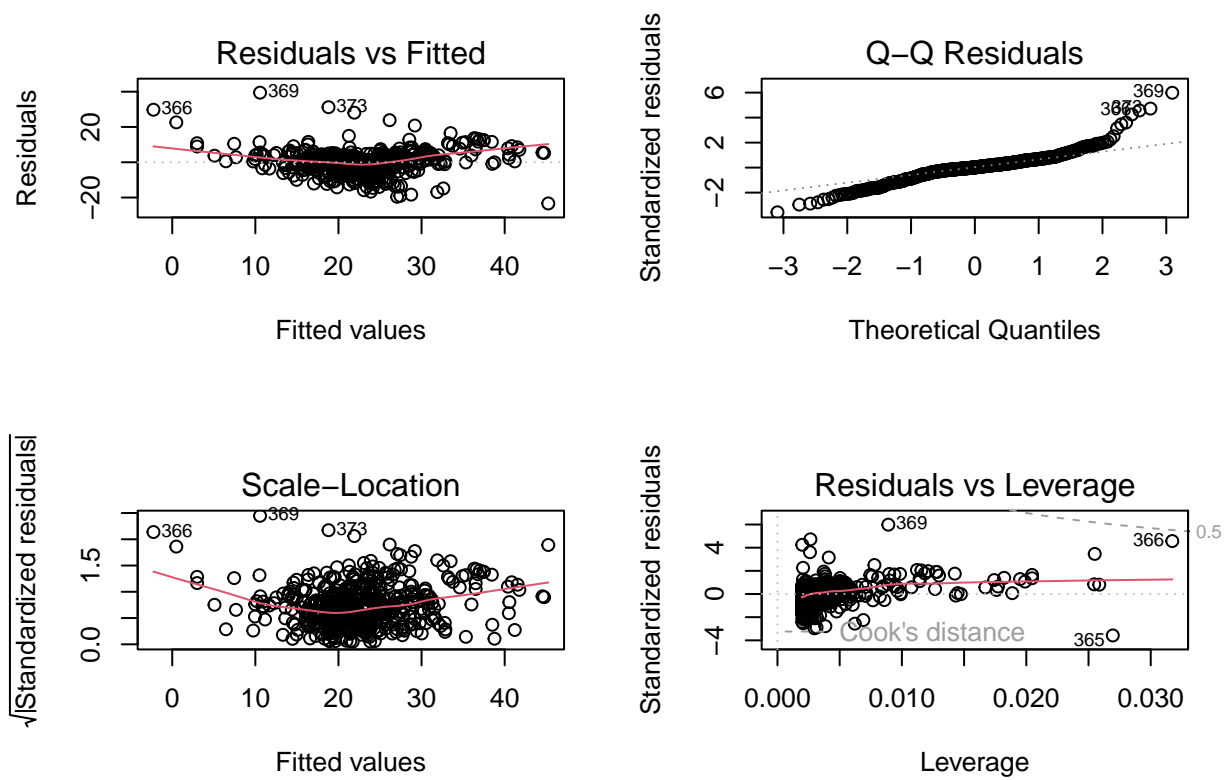 Residuals vs Fitted
Residuals
20
−20
366
369
373
0 10 20 30 40
Fitted values
Q−Q Residuals
Standardized residuals
6
2
−2
369
373
366
−3 −2 −1 0 1 2 3
Theoretical Quantiles
Scale−Location
√|Standardized residuals|
1.5
0.0
366
369
373
0 10 20 30 40
Fitted values
Residuals vs Leverage
Standardized residuals
4
0
−4
369
366
0.5
365
Cook's distance
0.000 0.010 0.020 0.030
Leverage